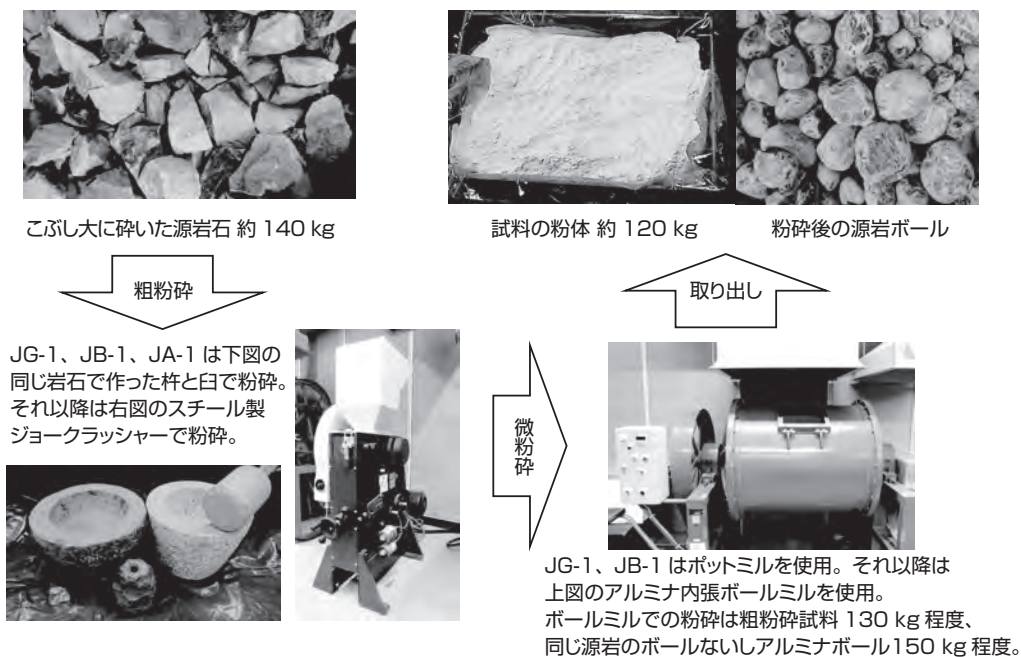 こぶし大に砕いた源岩石 約 140 kg
粗粉砕
JG-1、JB-1、JA-1 は下図の
同じ岩石で作った杵と臼で粉砕。
それ以降は右図のスチール製
ジョークラッシャーで粉砕。
微粉砕
JG-1、JB-1 はポットミルを使用。それ以降は
上図のアルミナ内張ボールミルを使用。
ボールミルでの粉砕は粗粉砕試料 130 kg 程度、
同じ源岩のボールないしアルミナボール150 kg 程度。
取り出し
試料の粉体 約 120 kg
粉砕後の源岩ボール